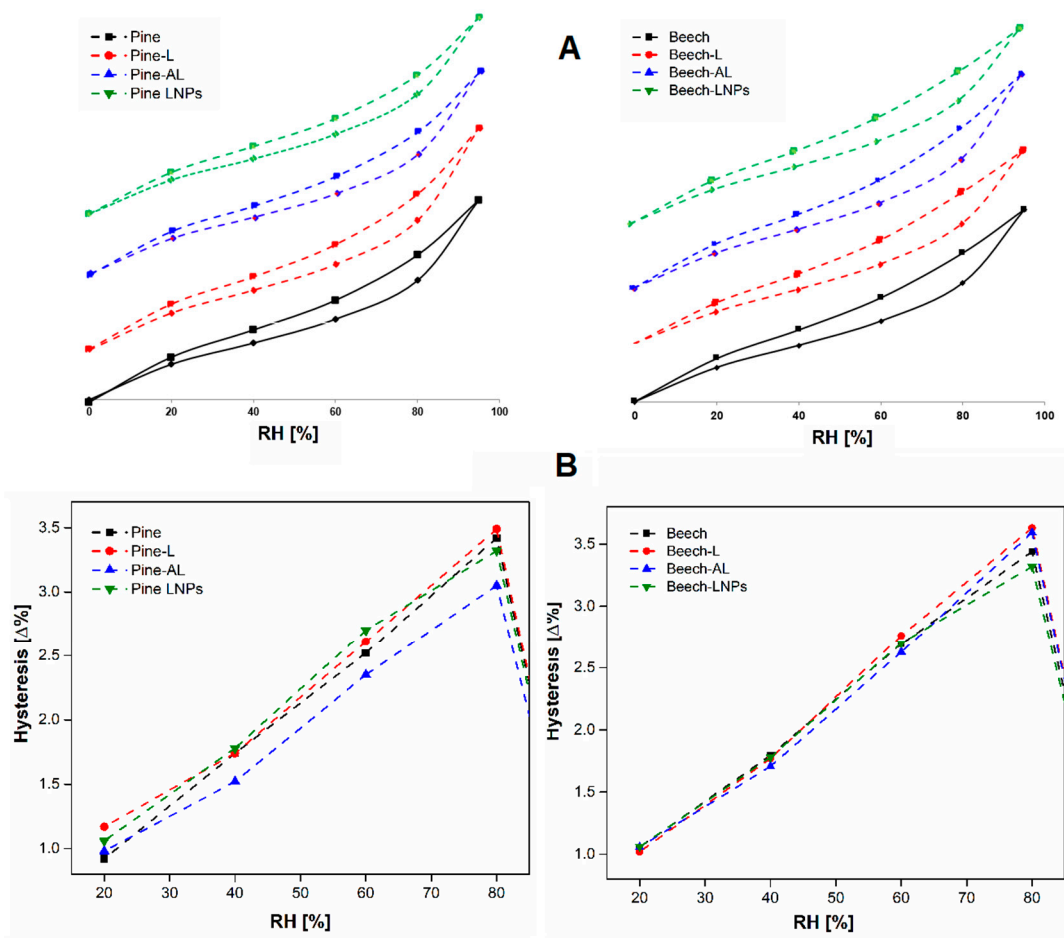 A
Pine
Pine-L
Pine-AL
Pine LNPs
0
20
40
60
80
100
RH [%]
Beech
Beech-L
Beech-AL
Beech-LNPs
0
20
40
60
80
100
RH [%]
B
Hysteresis [Δ%]
3.5
3.0
2.5
2.0
1.5
1.0
Pine
Pine-L
Pine-AL
Pine LNPs
20
30
40
50
60
70
80
RH [%]
Hysteresis [Δ%]
3.5
3.0
2.5
2.0
1.5
1.0
Beech
Beech-L
Beech-AL
Beech-LNPs
20
30
40
50
60
70
80
RH [%]